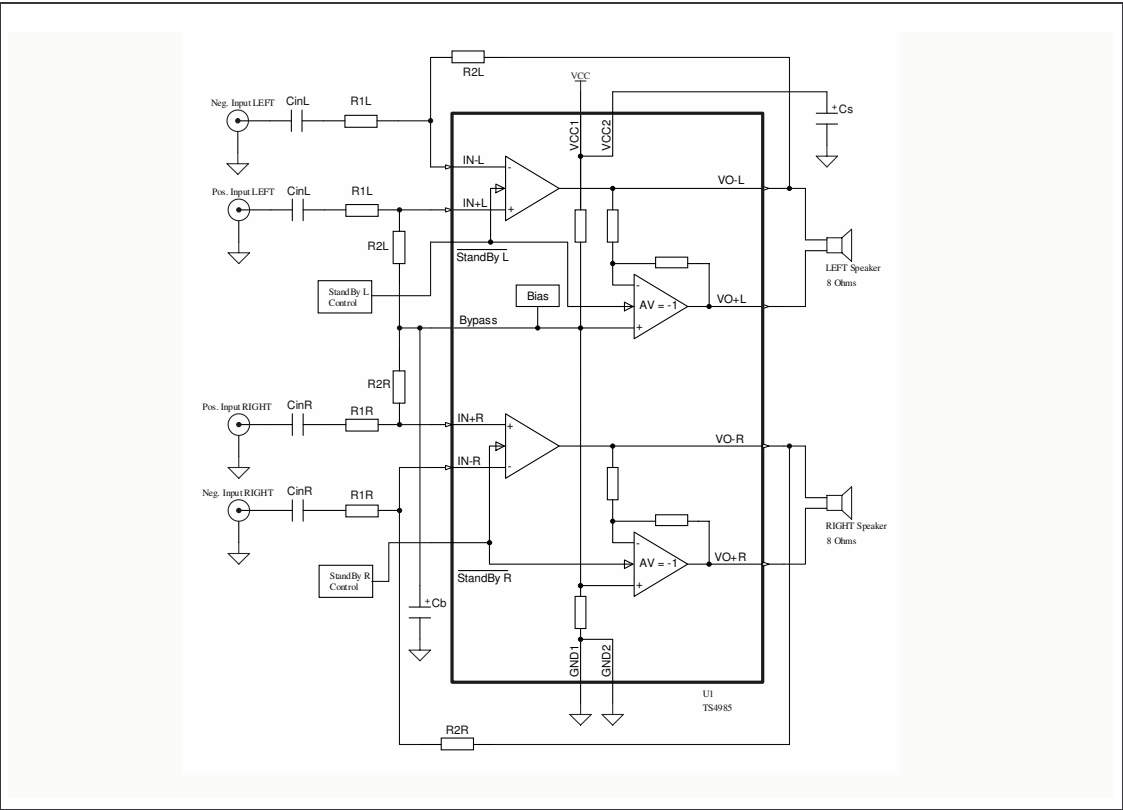 R2L
VCC
Neg. Input LEFT
CinL
R1L
+
Cs
VCC1
VCC2
IN-L
-
VO-L
Pos. Input LEFT
CinL
R1L
IN+L
+
R2L
StandBy L
LEFT Speaker
8 Ohms
StandBy L
Control
Bias
-
AV = -1
VO+L
Bypass
+
R2R
Pos. Input RIGHT
CinR
R1R
IN+R
+
VO-R
IN-R
-
Neg. Input RIGHT
CinR
R1R
RIGHT Speaker
8 Ohms
-
AV = -1
VO+R
StandBy R
Control
StandBy R
+
+
Cb
GND1
GND2
U1
TS4985
R2R